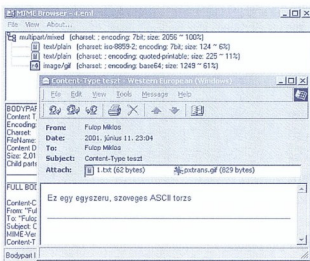 MIME Browser - a.eml
File View About...
multipart/mixed (charset: ; encoding: 7bit; size: 2056 ~ 100%)
text/plain (charset: iso-8859-2; encoding: 7bit; size: 124 ~ 6%)
text/plain (charset: ; encoding: quoted-printable; size: 225 ~ 11%)
image/gif (charset: ; encoding: base64; size: 1249 ~ 61%)
Content-Type teszt - Western European (Windows)
File Edit View Tools Message Help
From: Fulop Miklos
Date: 2001. június 11. 23:04
To: Fulop Miklos
Subject: Content-Type teszt
Attach: 1.txt (62 bytes) pxtrans.gif (829 bytes)
Ez egy egyszeru, szoveges ASCII torzs
BODYPAR
Content T
Encoding:
Charset:
FileName:
Content D
Size: 2,01
Child parts
FULL BOD
Content-C
From: "Ful
To: "Fulop
Subject: C
MIME-Ver
Content-T
Bodypart I